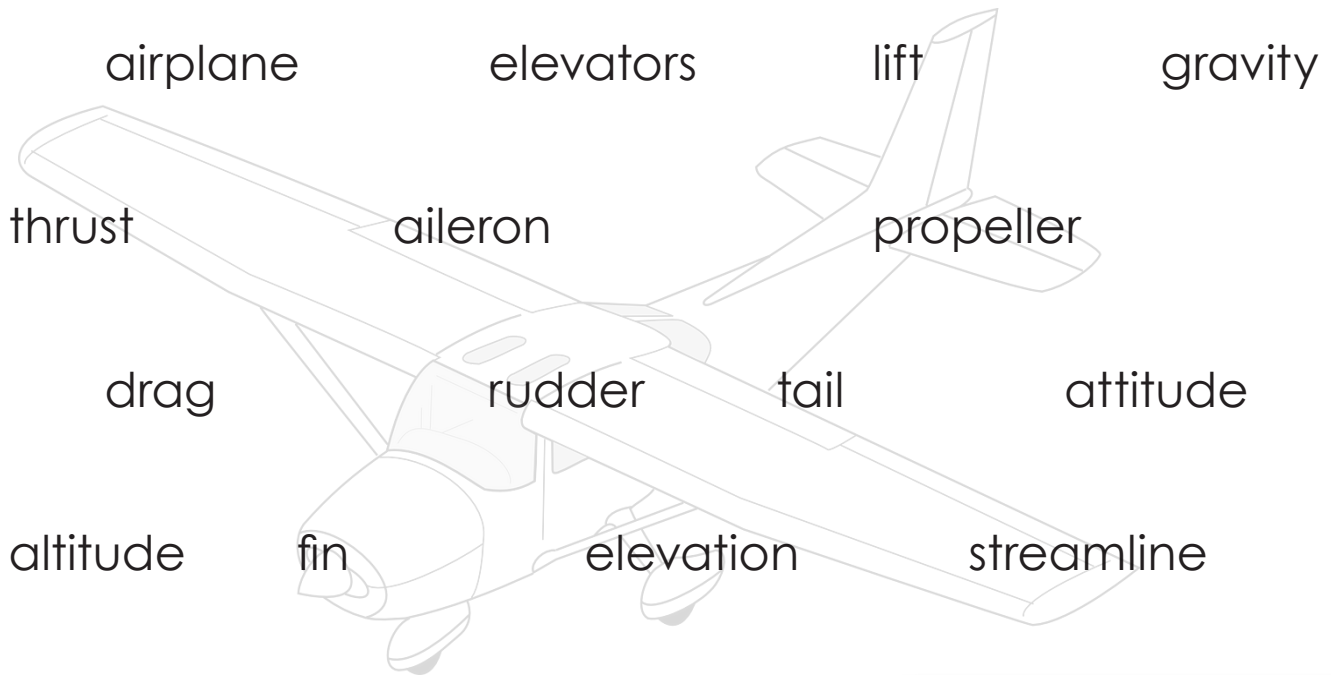 airplane elevators lift gravity
thrust aileron propeller
drag rudder tail attitude
altitude fin elevation streamline